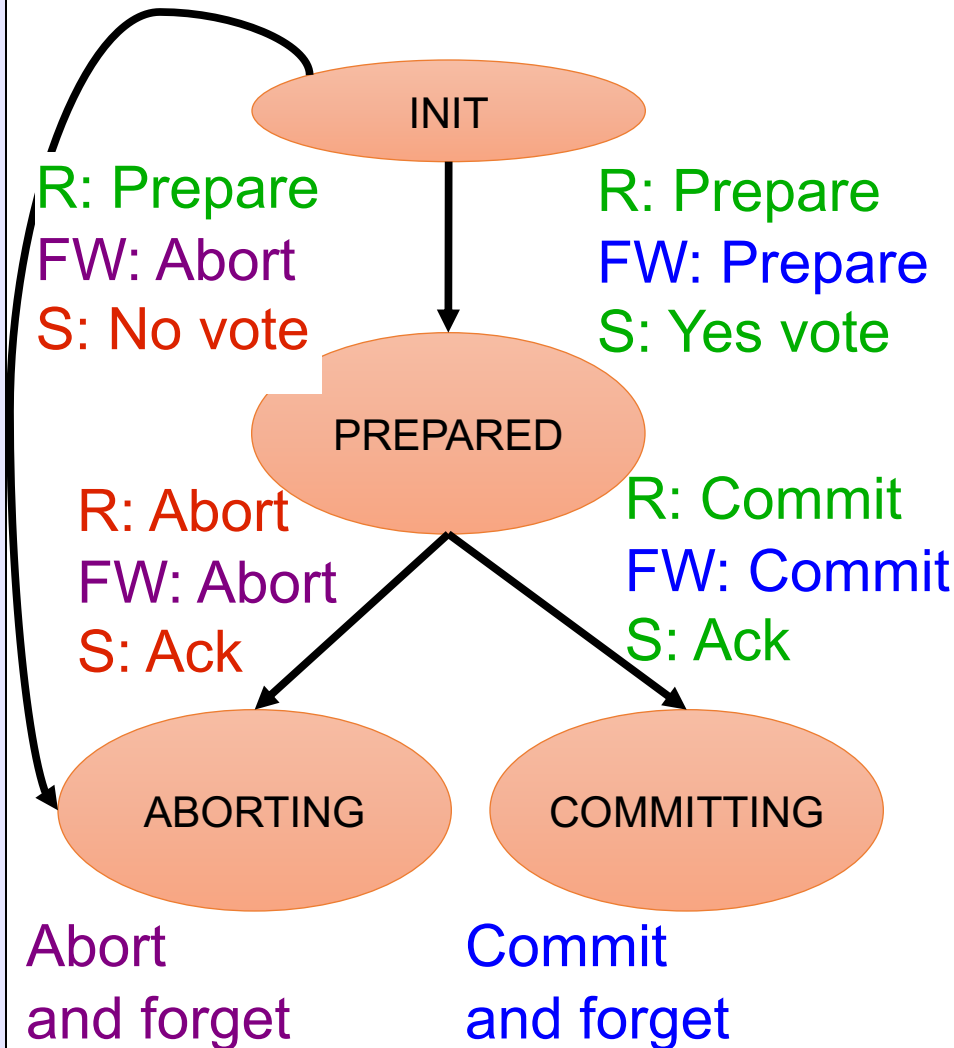 INIT
R: Prepare
FW: Abort
S: No vote
R: Prepare
FW: Prepare
S: Yes vote
PREPARED
R: Abort
FW: Abort
S: Ack
R: Commit
FW: Commit
S: Ack
ABORTING
COMMITTING
Abort
and forget
Commit
and forget